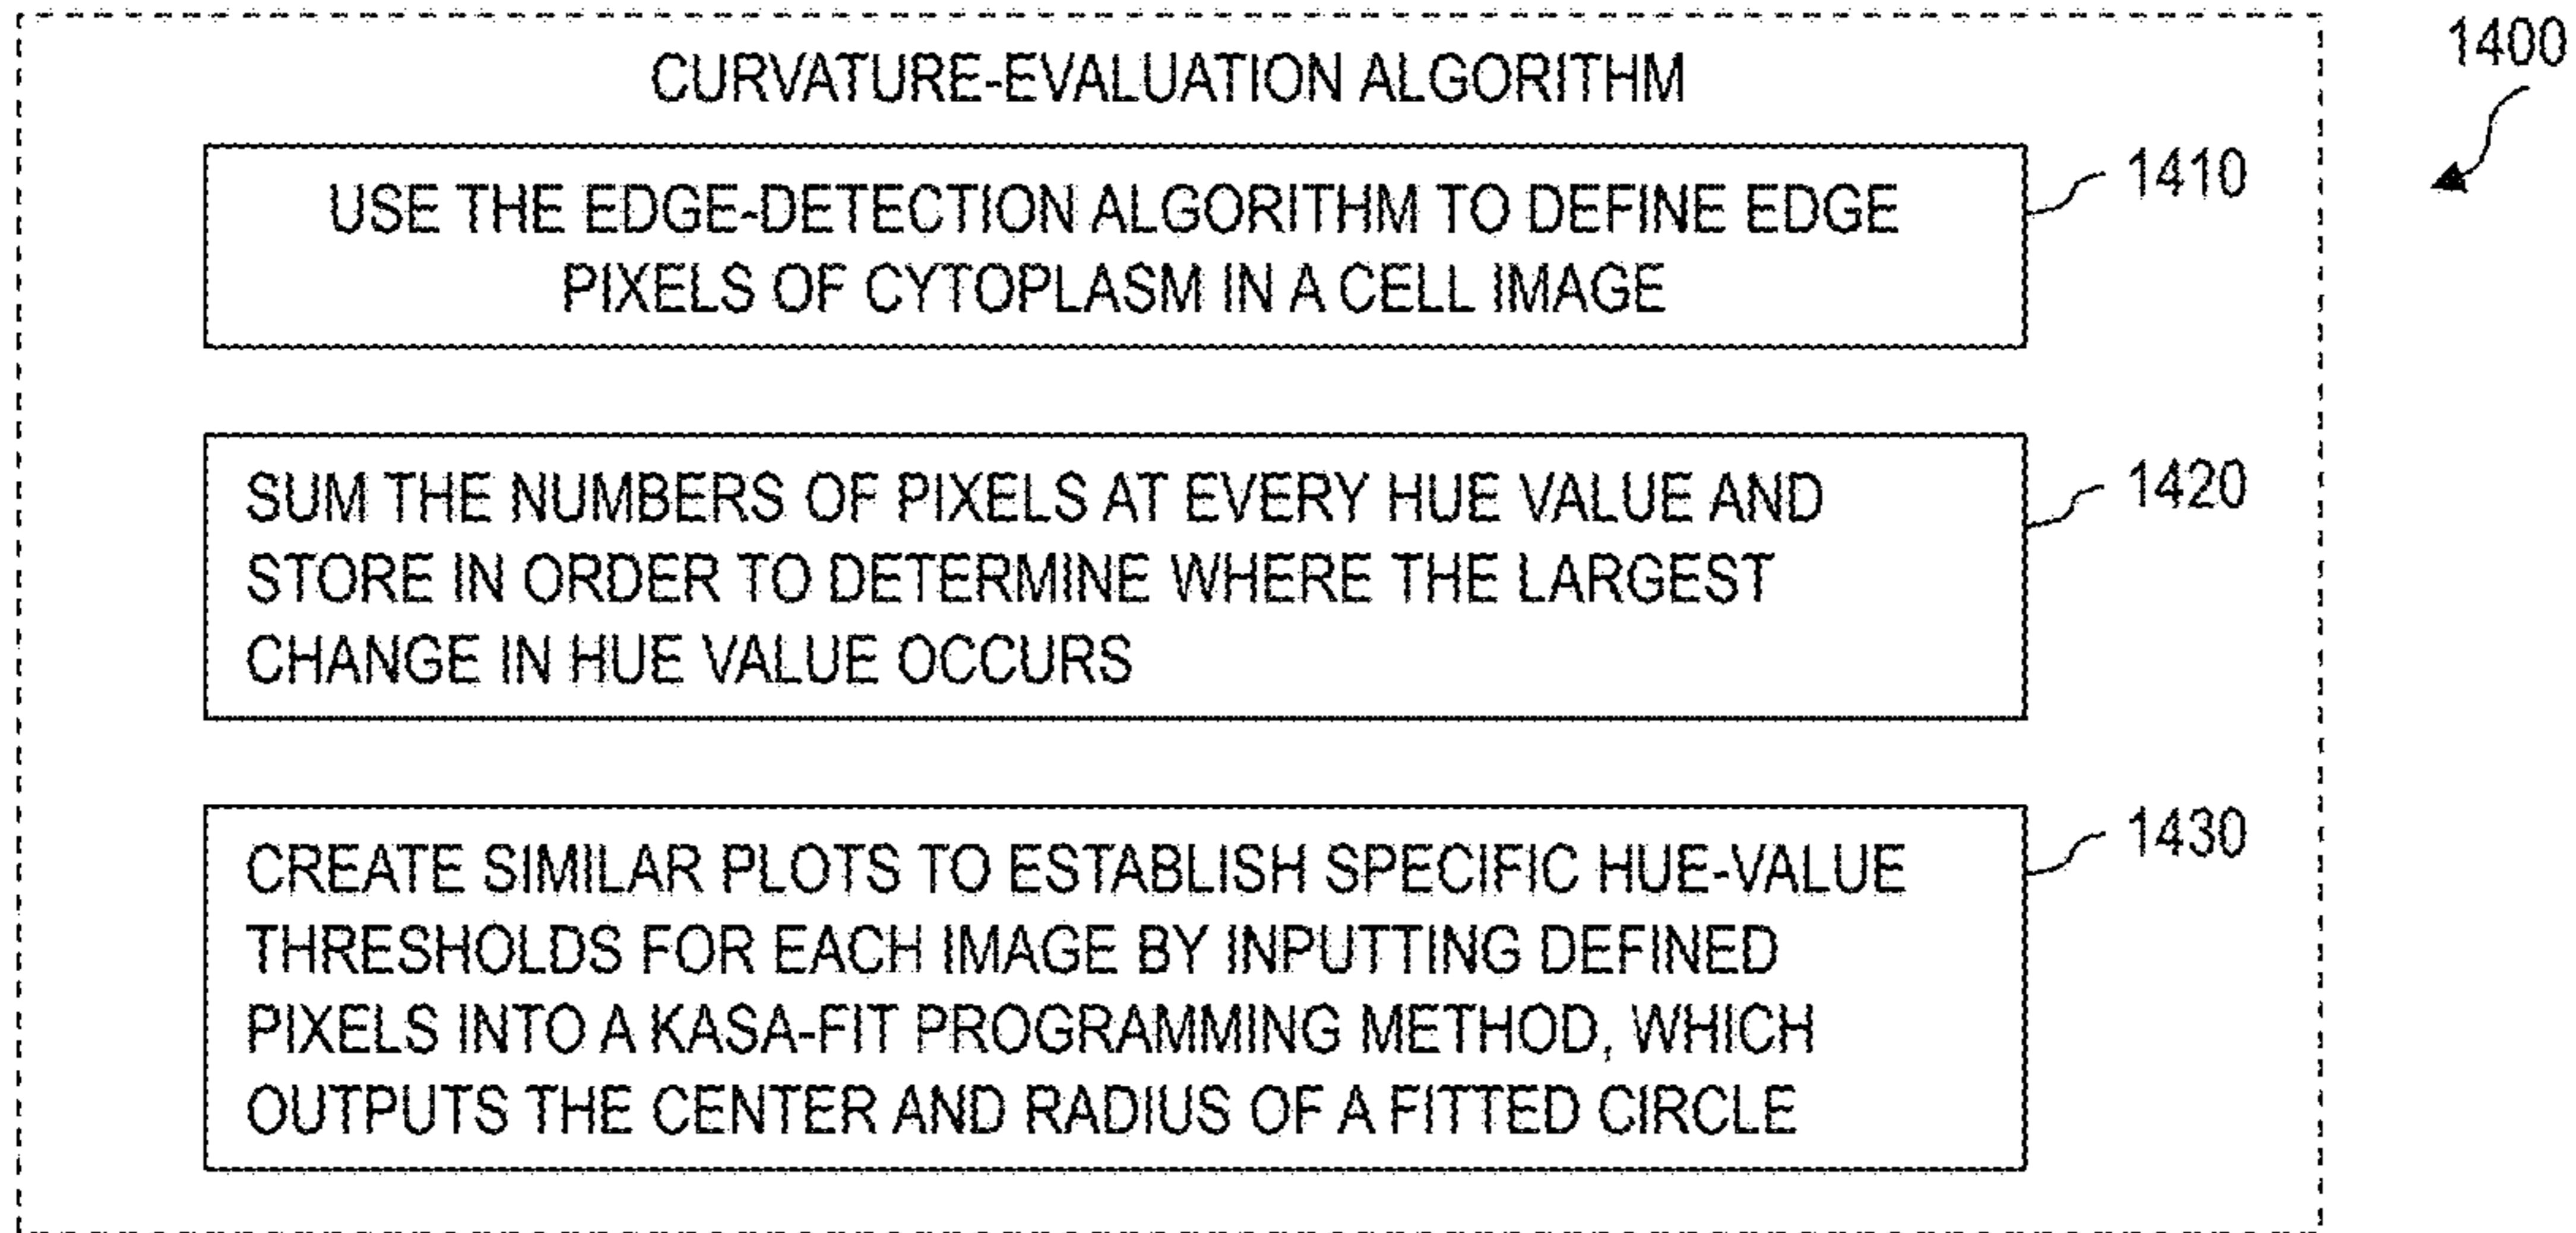 1400
CURVATURE-EVALUATION ALGORITHM
1410
USE THE EDGE-DETECTION ALGORITHM TO DEFINE EDGE
PIXELS OF CYTOPLASM IN A CELL IMAGE
1420
SUM THE NUMBERS OF PIXELS AT EVERY HUE VALUE AND
STORE IN ORDER TO DETERMINE WHERE THE LARGEST
CHANGE IN HUE VALUE OCCURS
1430
CREATE SIMILAR PLOTS TO ESTABLISH SPECIFIC HUE-VALUE
THRESHOLDS FOR EACH IMAGE BY INPUTTING DEFINED
PIXELS INTO A KASA-FIT PROGRAMMING METHOD, WHICH
OUTPUTS THE CENTER AND RADIUS OF A FITTED CIRCLE